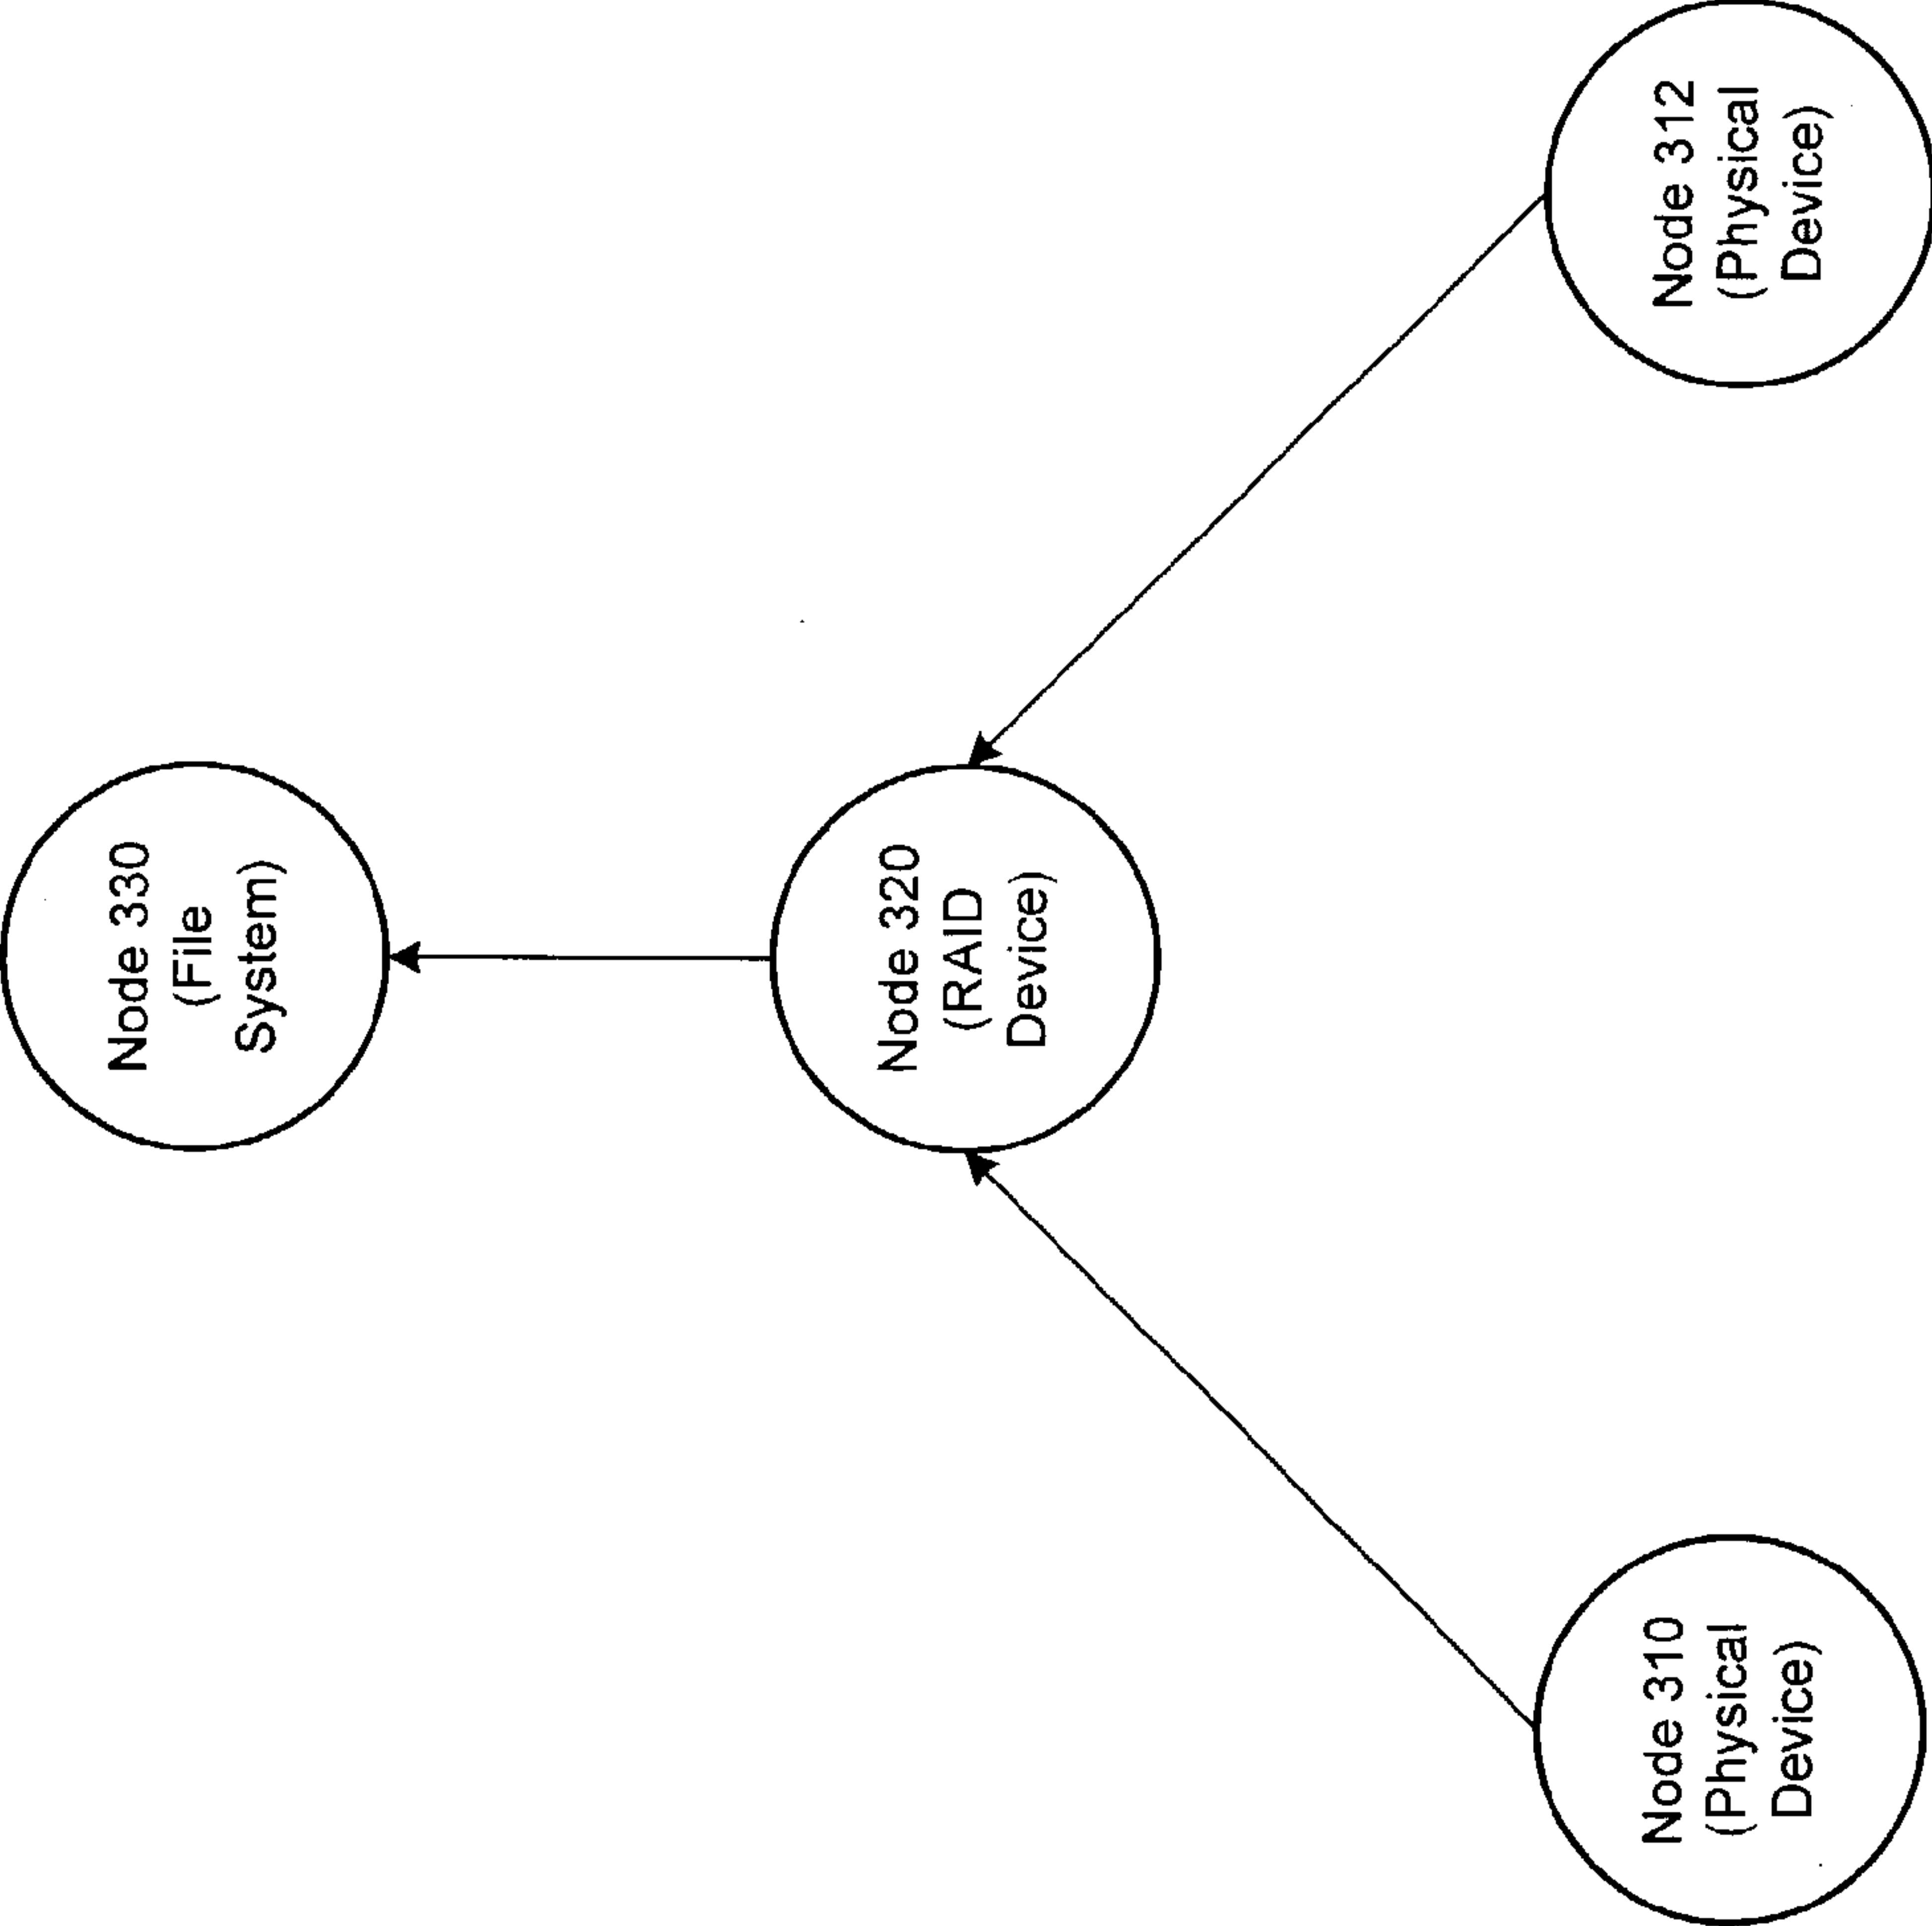 Node 330
(File
System)
Node 320
(RAID
Device)
Node 310
(Physical
Device)
Node 312
(Physical
Device)